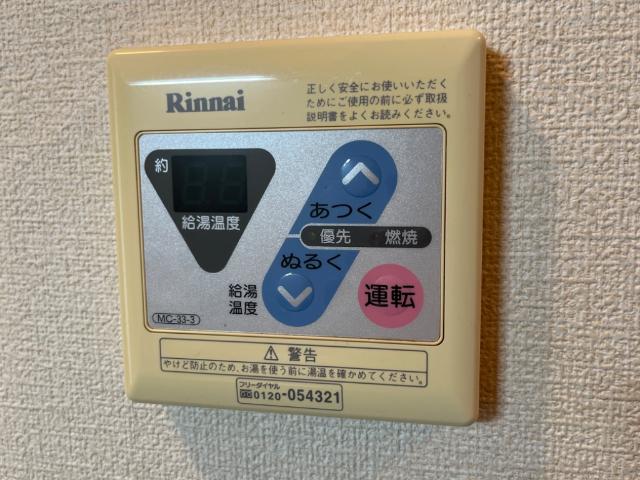 Rinnai
正しく安全にお使いいただく
ためにご使用の前に必ず取扱
説明書をよくお読みください。
約
給湯温度
あつく
優先 燃焼
ぬるく
給湯
温度
運転
MC-33-3
⚠ 警告
やけど防止のため、お湯を使う前に湯温を確かめてください。
フリーダイヤル
0120-054321